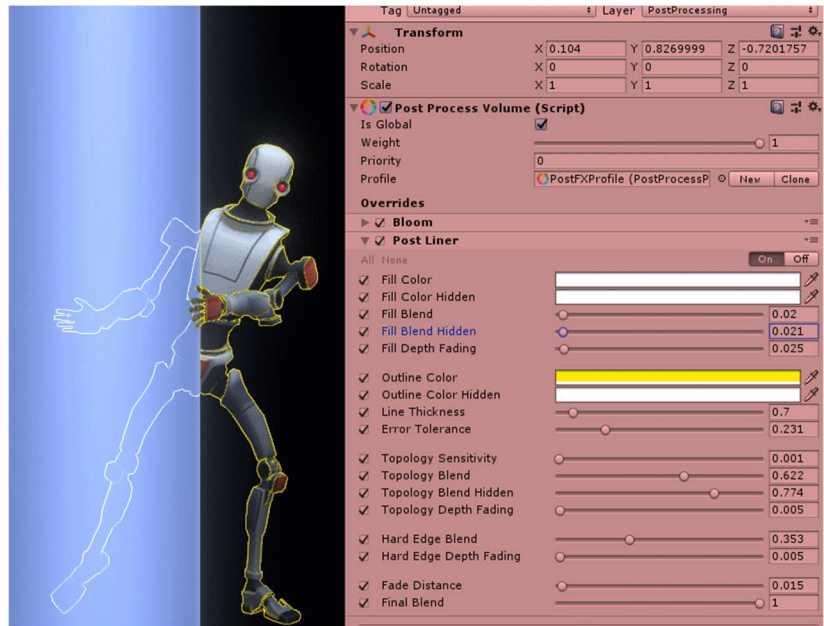 Tag Untagged Layer PostProcessing
Transform
Position X 0.104 Y 0.8269999 Z -0.7201757
Rotation X 0 Y 0 Z 0
Scale X 1 Y 1 Z 1
Post Process Volume (Script)
Is Global
Weight 1
Priority 0
Profile PostFXProfile (PostProcessP New Clone
Overrides
Bloom
Post Liner
All None On Off
Fill Color
Fill Color Hidden
Fill Blend 0.02
Fill Blend Hidden 0.021
Fill Depth Fading 0.025
Outline Color
Outline Color Hidden
Line Thickness 0.7
Error Tolerance 0.231
Topology Sensitivity 0.001
Topology Blend 0.622
Topology Blend Hidden 0.774
Topology Depth Fading 0.005
Hard Edge Blend 0.353
Hard Edge Depth Fading 0.005
Fade Distance 0.015
Final Blend 1